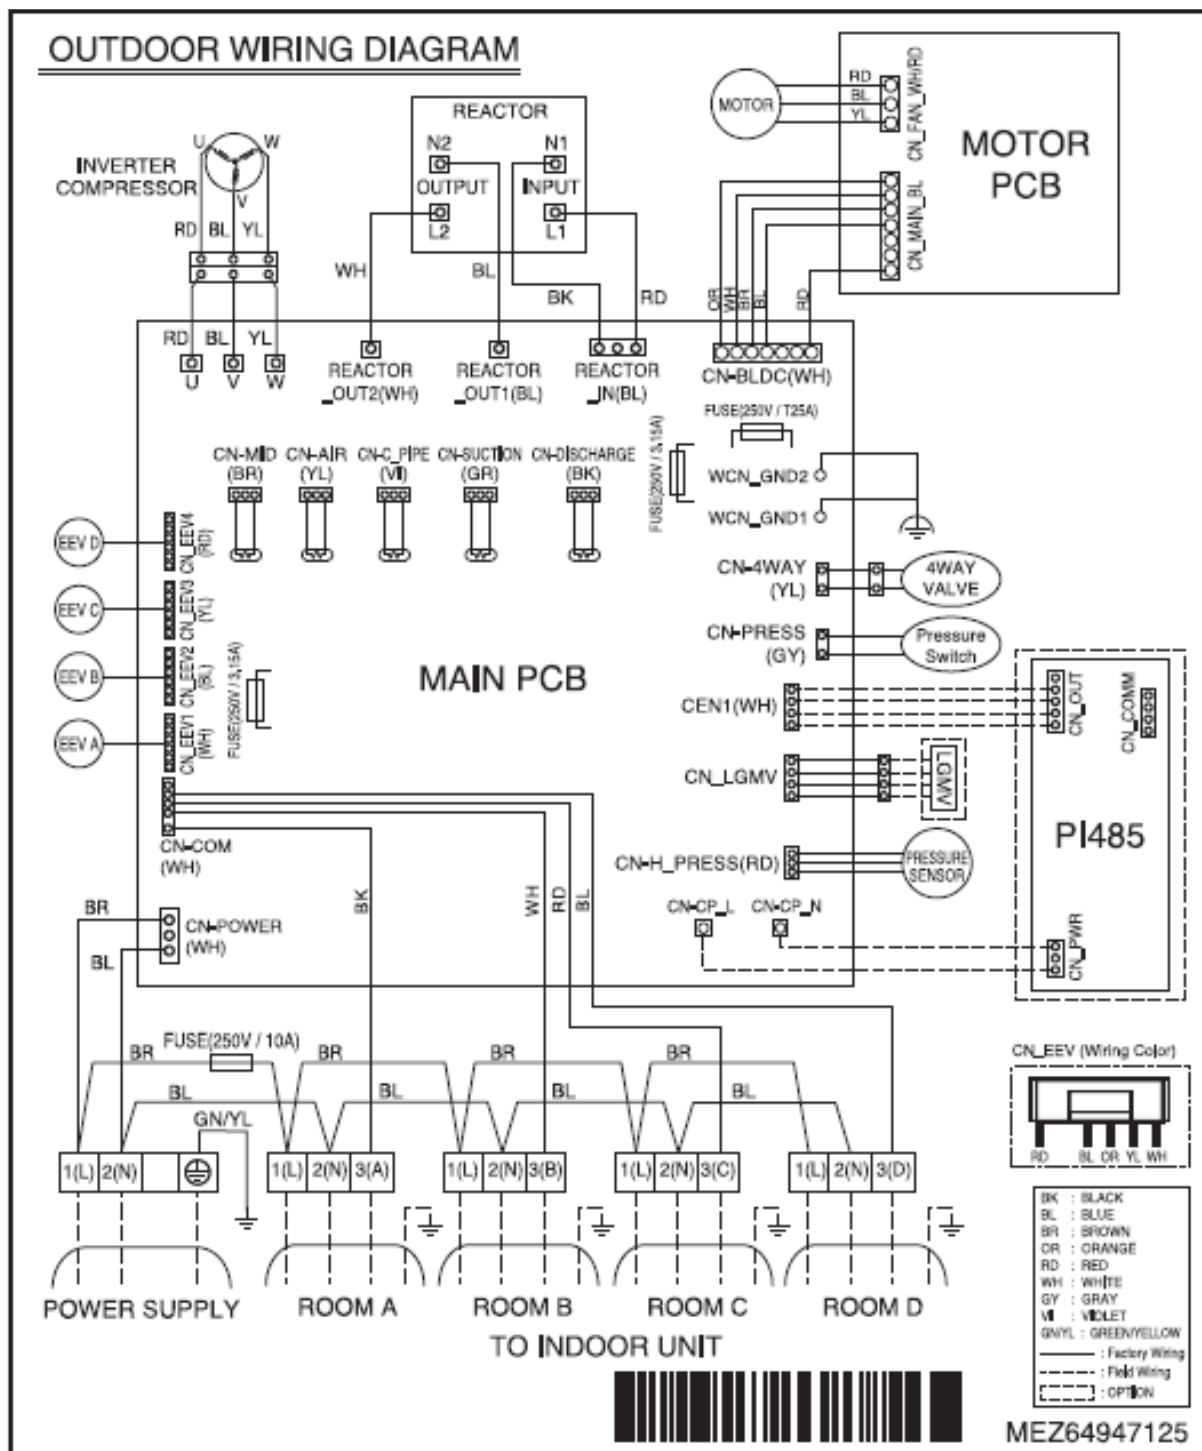 OUTDOOR WIRING DIAGRAM
MOTOR
RD
BL
YL
CN_FAN_WH/RD
CN_MAIN_BL
MOTOR
PCB
INVERTER
COMPRESSOR
U
W
V
RD
BL
YL
REACTOR
N2
N1
OUTPUT
INPUT
L2
L1
WH
BL
BK
RD
OR
WH
BR
BL
RD
RD
BL
YL
U
V
W
REACTOR
_OUT2(WH)
REACTOR
_OUT1(BL)
REACTOR
_IN(BL)
CN-BLDC(WH)
FUSE(250V / T25A)
FUSE(250V / 3.15A)
CN-MID
(BR)
CN-AIR
(YL)
CN-C_PIPE
(VI)
CN-SUCTION
(GR)
CN-DISCHARGE
(BK)
WCN_GND2
WCN_GND1
EEV D
CN_EEV4
(RD)
EEV C
CN_EEV3
(YL)
EEV B
CN_EEV2
(BL)
EEV A
CN_EEV1
(WH)
FUSE(250V / 3.15A)
MAIN PCB
CN-4WAY
(YL)
4WAY
VALVE
CN-PRESS
(GY)
Pressure
Switch
CEN1(WH)
CN_OUT
CN_COMM
CN_LGMV
LGMV
PI485
CN-H_PRESS(RD)
PRESSURE
SENSOR
CN-CP_L
CN-CP_N
CN_PWR
CN-COM
(WH)
BR
CN-POWER
(WH)
BL
BK
WH
RD
BL
FUSE(250V / 10A)
BR
BR
BR
BL
BL
BL
BL
GN/YL
1(L)
2(N)
1(L)
2(N)
3(A)
1(L)
2(N)
3(B)
1(L)
2(N)
3(C)
1(L)
2(N)
3(D)
POWER SUPPLY
ROOM A
ROOM B
ROOM C
ROOM D
TO INDOOR UNIT
CN_EEV (Wiring Color)
RD
BL
OR
YL
WH
BK : BLACK
BL : BLUE
BR : BROWN
OR : ORANGE
RD : RED
WH : WHITE
GY : GRAY
VI : VIOLET
GN/YL : GREEN/YELLOW
: Factory Wiring
: Field Wiring
: OPTION
MEZ64947125